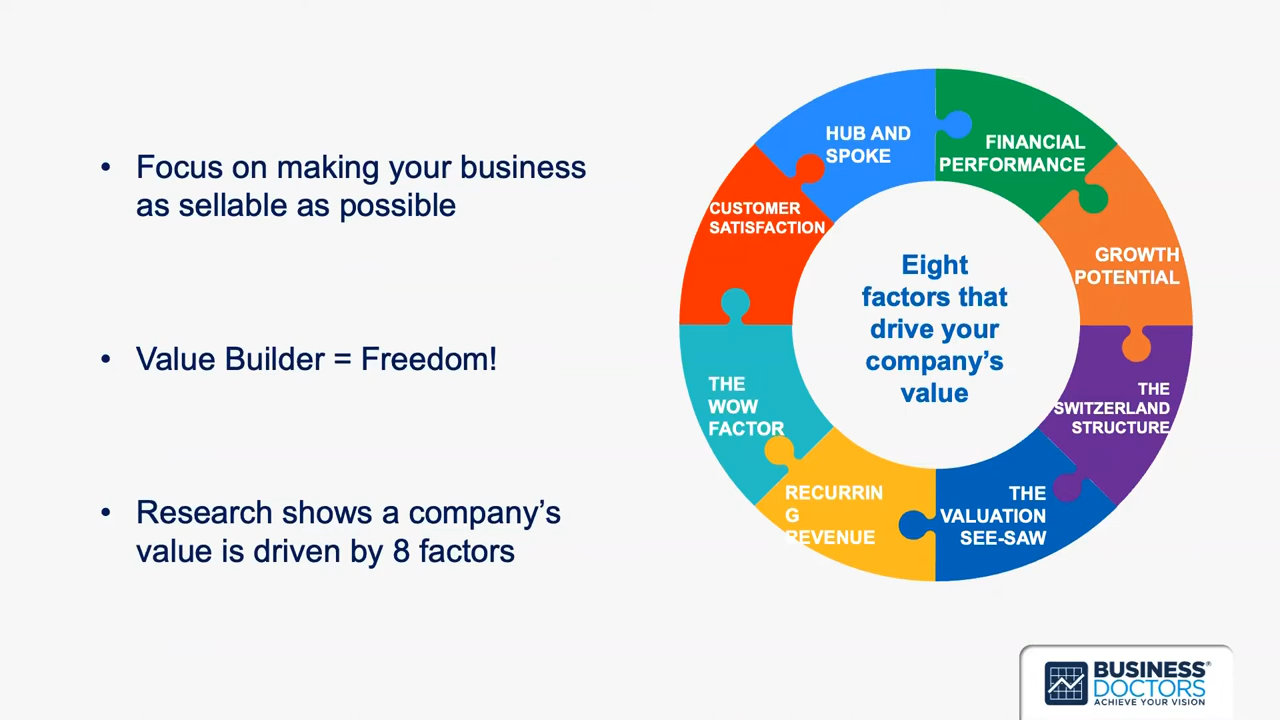 • Focus on making your business
as sellable as possible
• Value Builder = Freedom!
• Research shows a company’s
value is driven by 8 factors
HUB AND
SPOKE
FINANCIAL
PERFORMANCE
GROWTH
POTENTIAL
THE
SWITZERLAND
STRUCTURE
THE
VALUATION
SEE-SAW
RECURRIN
G
REVENUE
THE
WOW
FACTOR
CUSTOMER
SATISFACTION
Eight
factors that
drive your
company’s
value
BUSINESS®
DOCTORS
ACHIEVE YOUR VISION